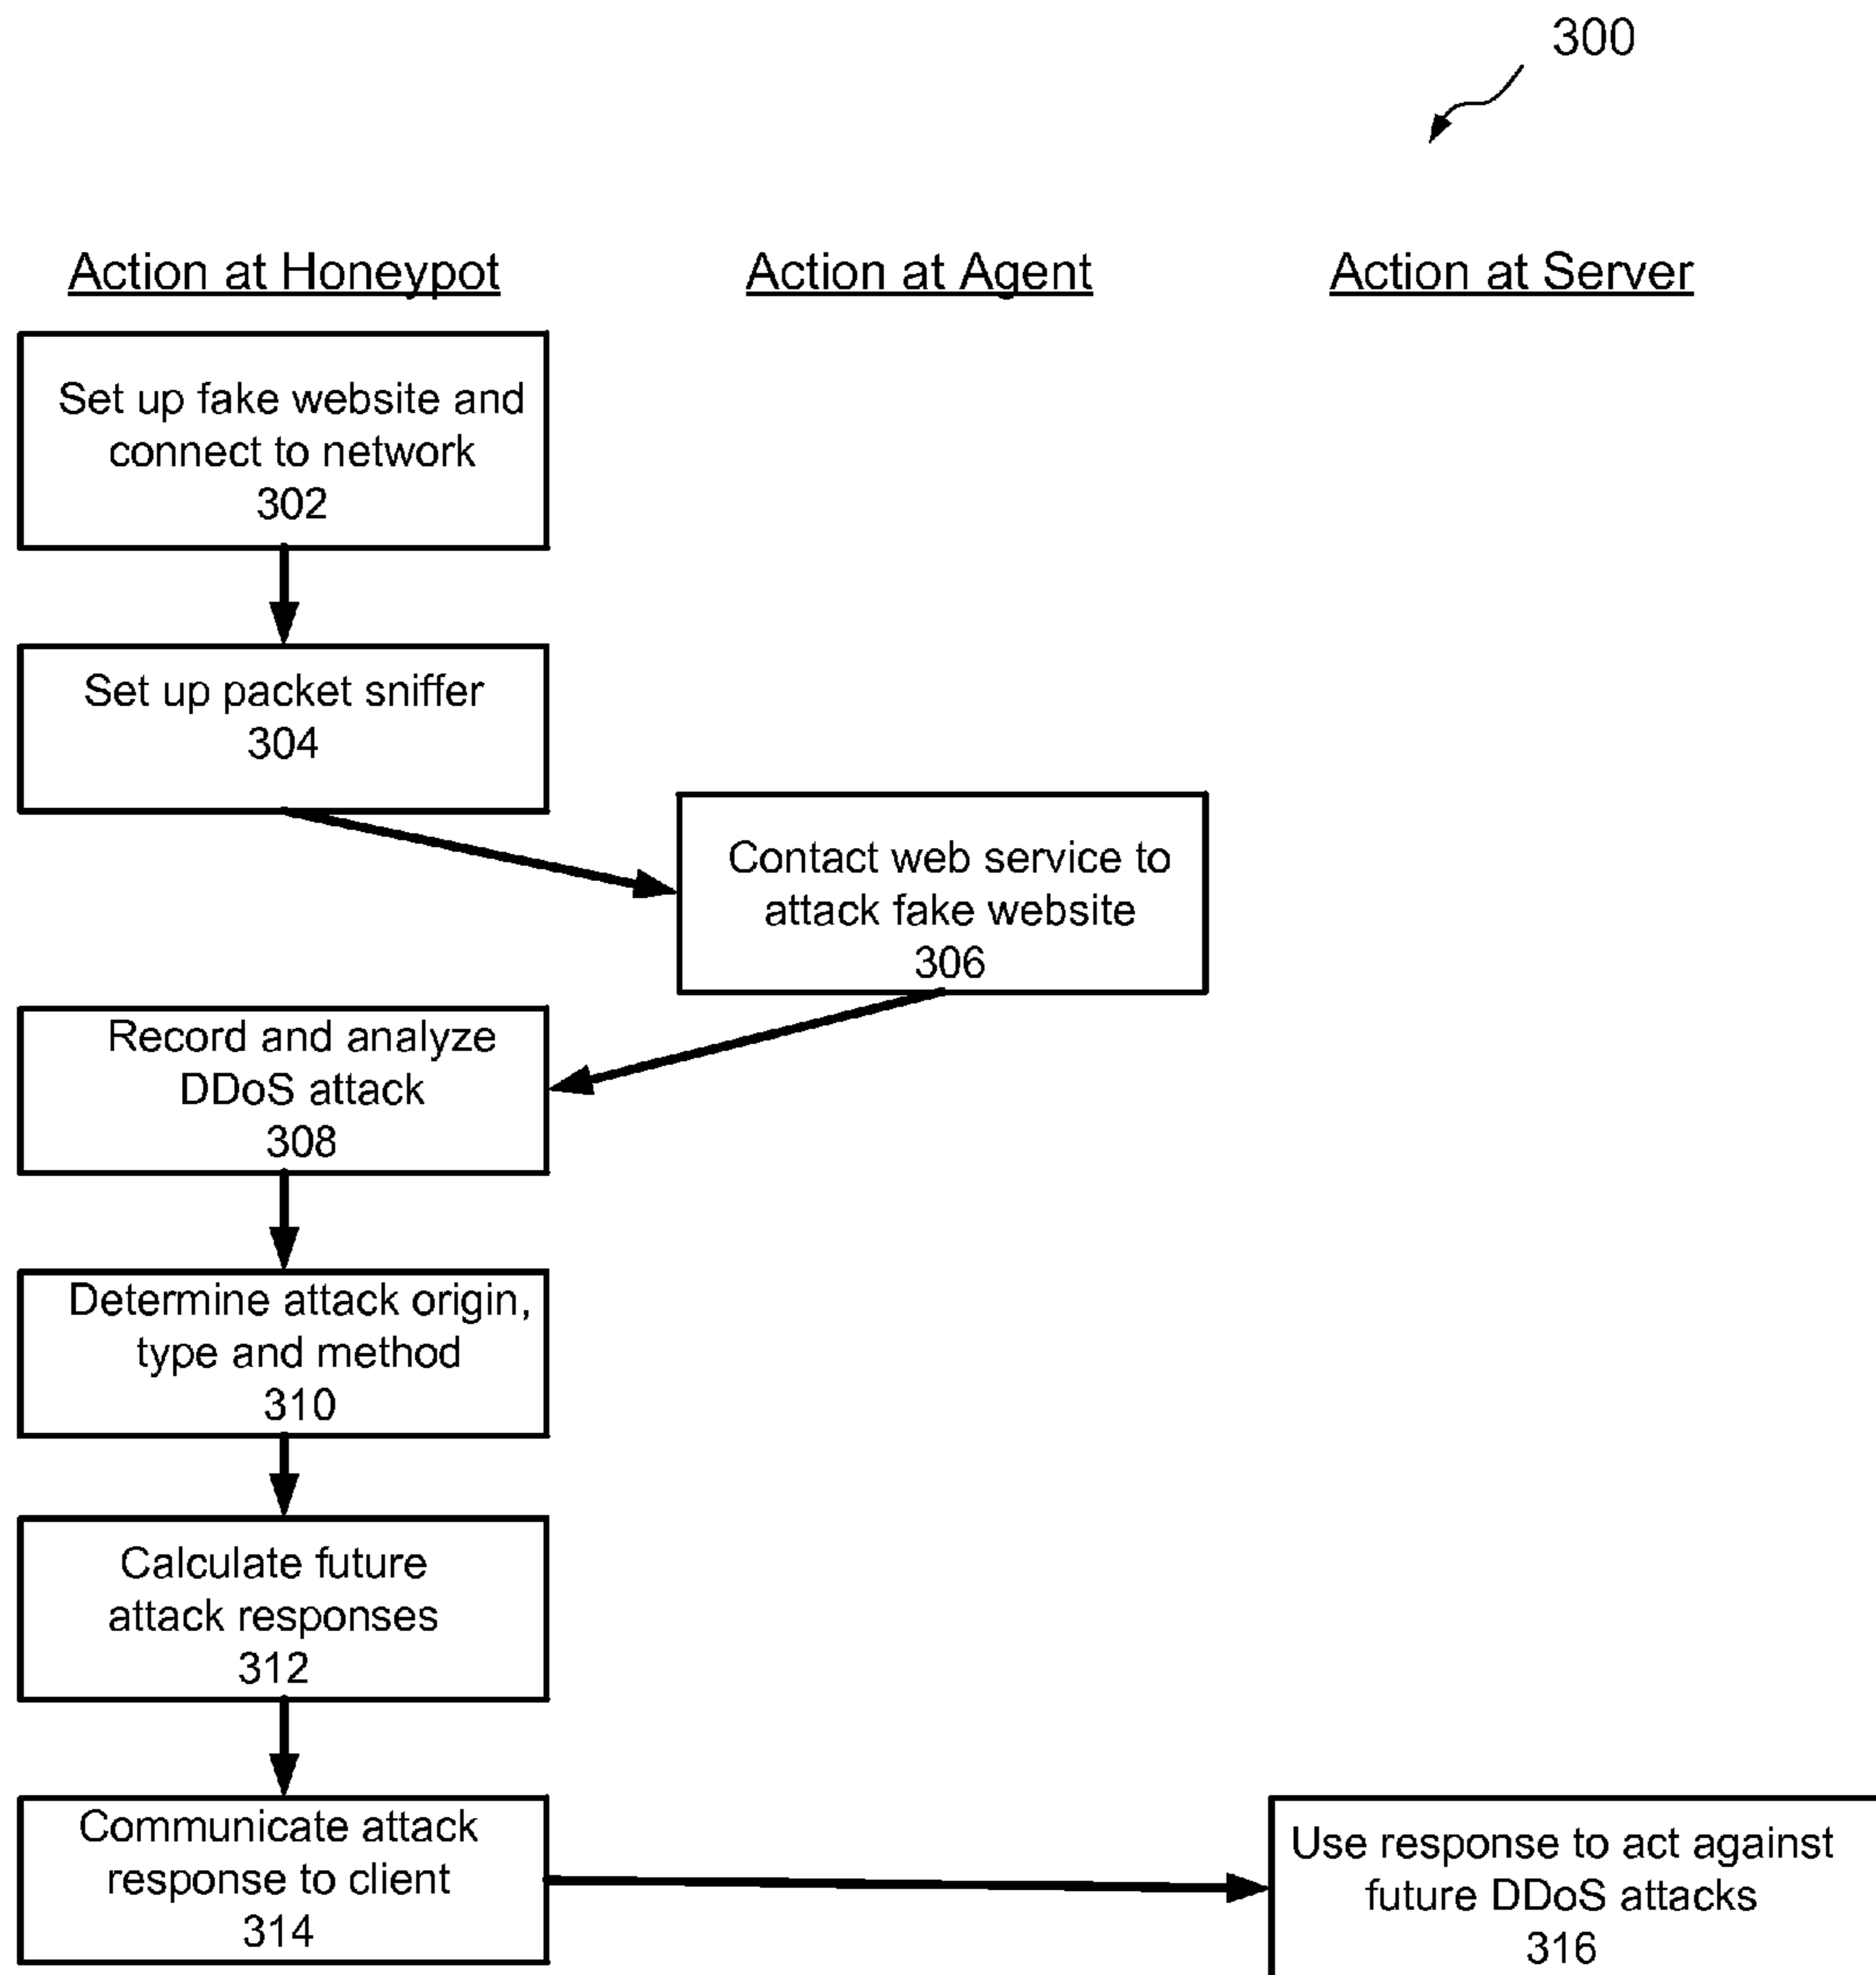 300
Action at Honeypot
Action at Agent
Action at Server
Set up fake website and
connect to network
302
Set up packet sniffer
304
Contact web service to
attack fake website
306
Record and analyze
DDoS attack
308
Determine attack origin,
type and method
310
Calculate future
attack responses
312
Communicate attack
response to client
314
Use response to act against
future DDoS attacks
316